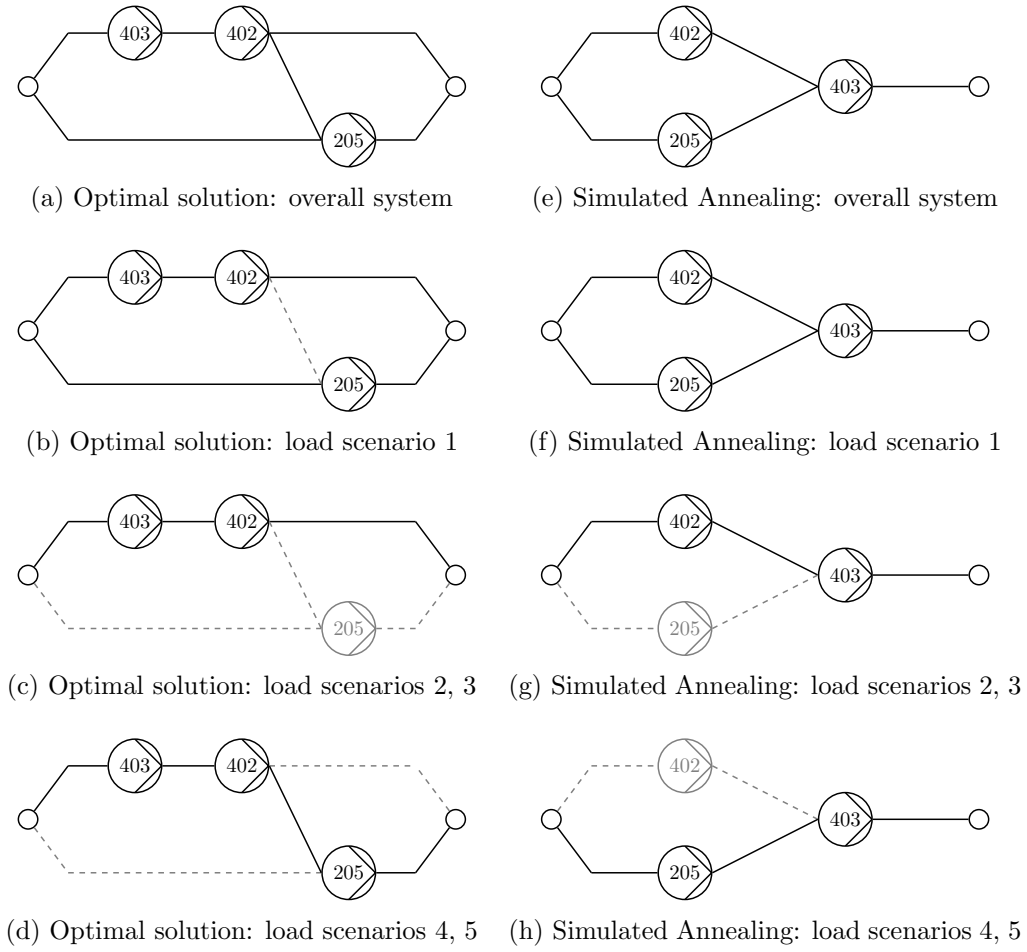 403 402
205
(a) Optimal solution: overall system
402
403
205
(e) Simulated Annealing: overall system
403 402
205
(b) Optimal solution: load scenario 1
402
403
205
(f) Simulated Annealing: load scenario 1
403 402
205
(c) Optimal solution: load scenarios 2, 3
402
403
205
(g) Simulated Annealing: load scenarios 2, 3
403 402
205
(d) Optimal solution: load scenarios 4, 5
402
403
205
(h) Simulated Annealing: load scenarios 4, 5